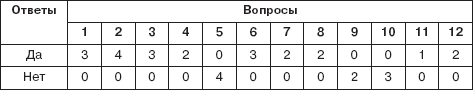 Ответы Вопросы
1 2 3 4 5 6 7 8 9 10 11 12
Да 3 4 3 2 0 3 2 2 0 0 1 2
Нет 0 0 0 0 4 0 0 0 2 3 0 0